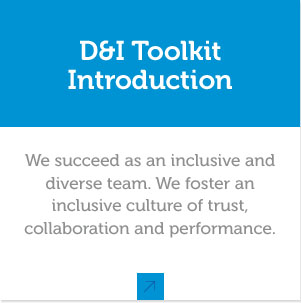 D&I Toolkit
Introduction
We succeed as an inclusive and
diverse team. We foster an
inclusive culture of trust,
collaboration and performance.